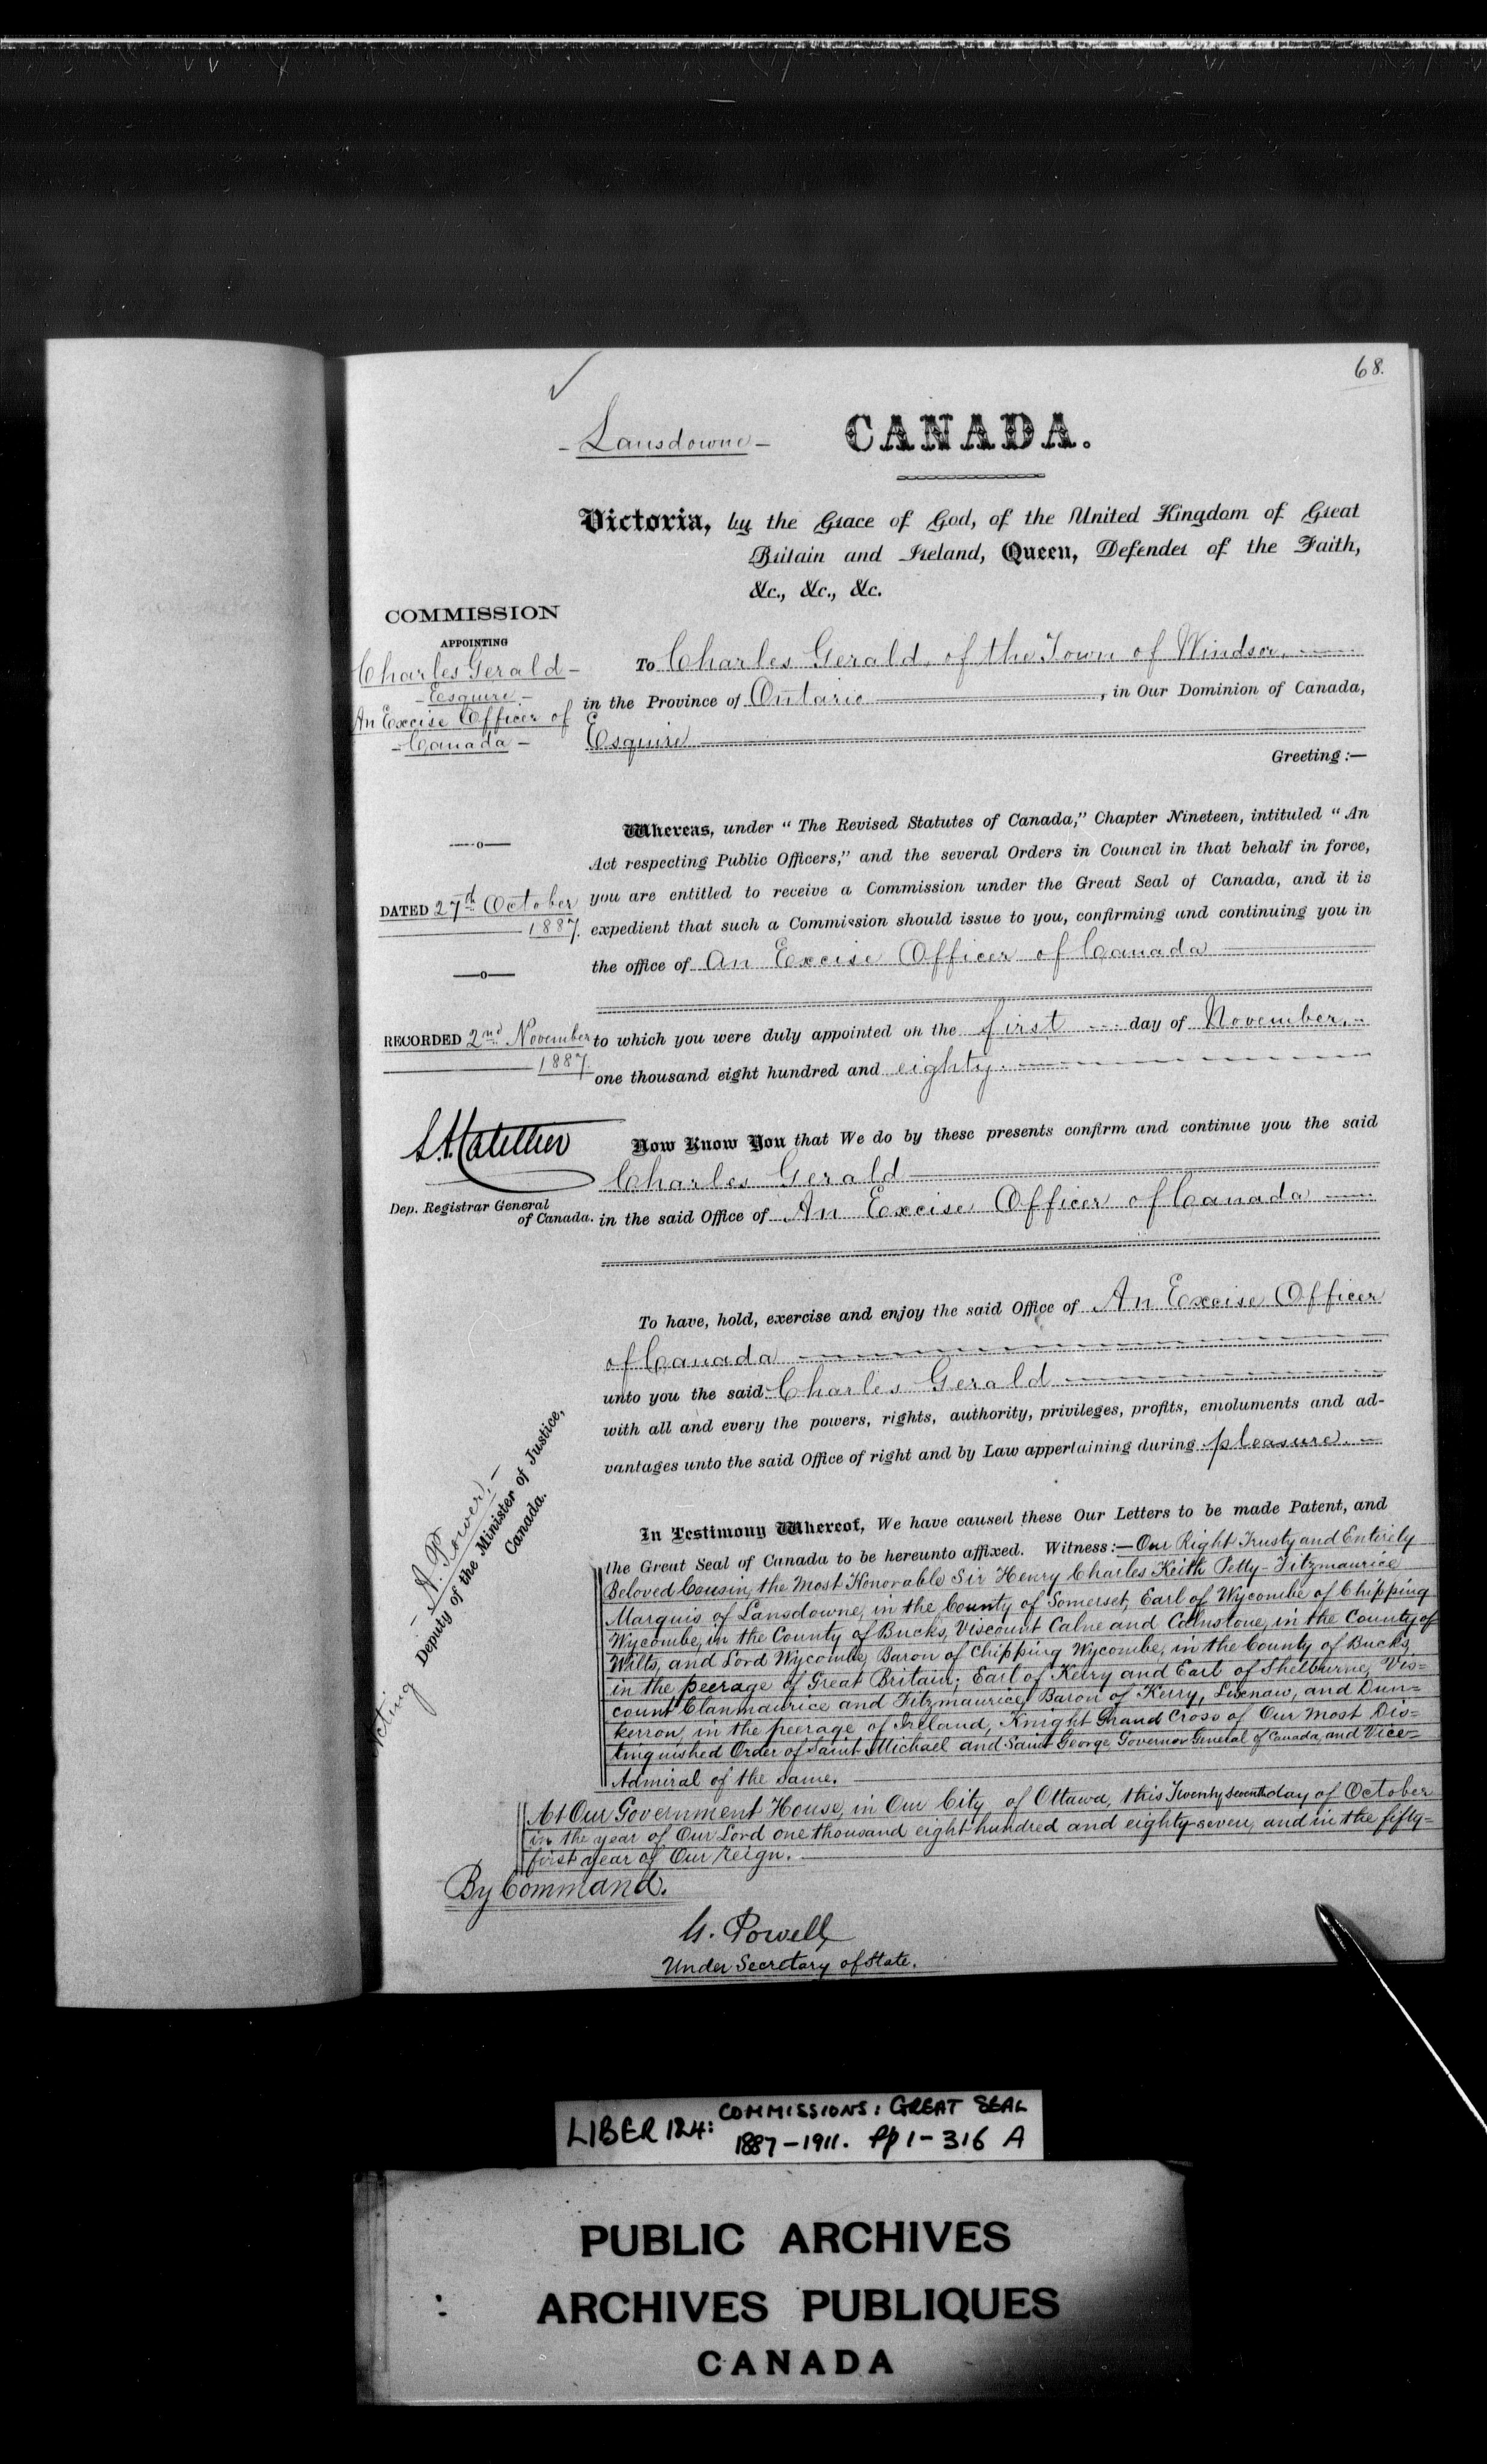 68.
- Lansdowne -
CANADA.
Victoria, by the Grace of God, of the United Kingdom of Great
Britain and Ireland, Queen, Defender of the Faith,
&c., &c., &c.
COMMISSION
APPOINTING
Charles Gerald -
- Esquire -
An Excise Officer of
- Canada -
To Charles Gerald, of the Town of Windsor,
in the Province of Ontario, in Our Dominion of Canada,
Esquire
Greeting :—
Whereas, under “ The Revised Statutes of Canada,” Chapter Nineteen, intituled “ An
Act respecting Public Officers,” and the several Orders in Council in that behalf in force,
you are entitled to receive a Commission under the Great Seal of Canada, and it is
expedient that such a Commission should issue to you, confirming and continuing you in
the office of An Excise Officer of Canada
DATED 27th October
1887.
RECORDED 2nd November
1887
to which you were duly appointed on the first day of November,
one thousand eight hundred and eighty.
Dep. Registrar General
of Canada.
Now Know You that We do by these presents confirm and continue you the said
Charles Gerald
in the said Office of An Excise Officer of Canada
To have, hold, exercise and enjoy the said Office of An Excise Officer
of Canada
unto you the said Charles Gerald
with all and every the powers, rights, authority, privileges, profits, emoluments and ad-
vantages unto the said Office of right and by Law appertaining during pleasure.
- A. Power, -
Acting Deputy of the Minister of Justice,
Canada.
In Testimony Whereof, We have caused these Our Letters to be made Patent, and
the Great Seal of Canada to be hereunto affixed. Witness :— Our Right Trusty and Entirely
Beloved Cousin, the Most Honorable Sir Henry Charles Keith Petty-Fitzmaurice
Marquis of Lansdowne, in the County of Somerset, Earl of Wycombe of Chipping
Wycombe, in the County of Bucks, Viscount Calne and Calnstone, in the County of
Wilts, and Lord Wycombe, Baron of Chipping Wycombe, in the County of Bucks,
in the peerage of Great Britain; Earl of Kerry and Earl of Shelburne, Vis=
count Clanmaurice and Fitzmaurice, Baron of Kerry, Lixnaw, and Dun=
kerron, in the peerage of Ireland, Knight Grand Cross of Our Most Dis=
tinguished Order of Saint Michael and Saint George, Governor General of Canada, and Vice=
Admiral of the same.
At Our Government House, in Our City of Ottawa, this Twenty seventh day of October
in the year of Our Lord one thousand eight hundred and eighty-seven, and in the fifty=
first year of Our reign.
By Command.
G. Powell,
Under Secretary of State.
LIBER 124: COMMISSIONS: GREAT SEAL
1887-1911. pp 1-316 A
PUBLIC ARCHIVES
ARCHIVES PUBLIQUES
CANADA